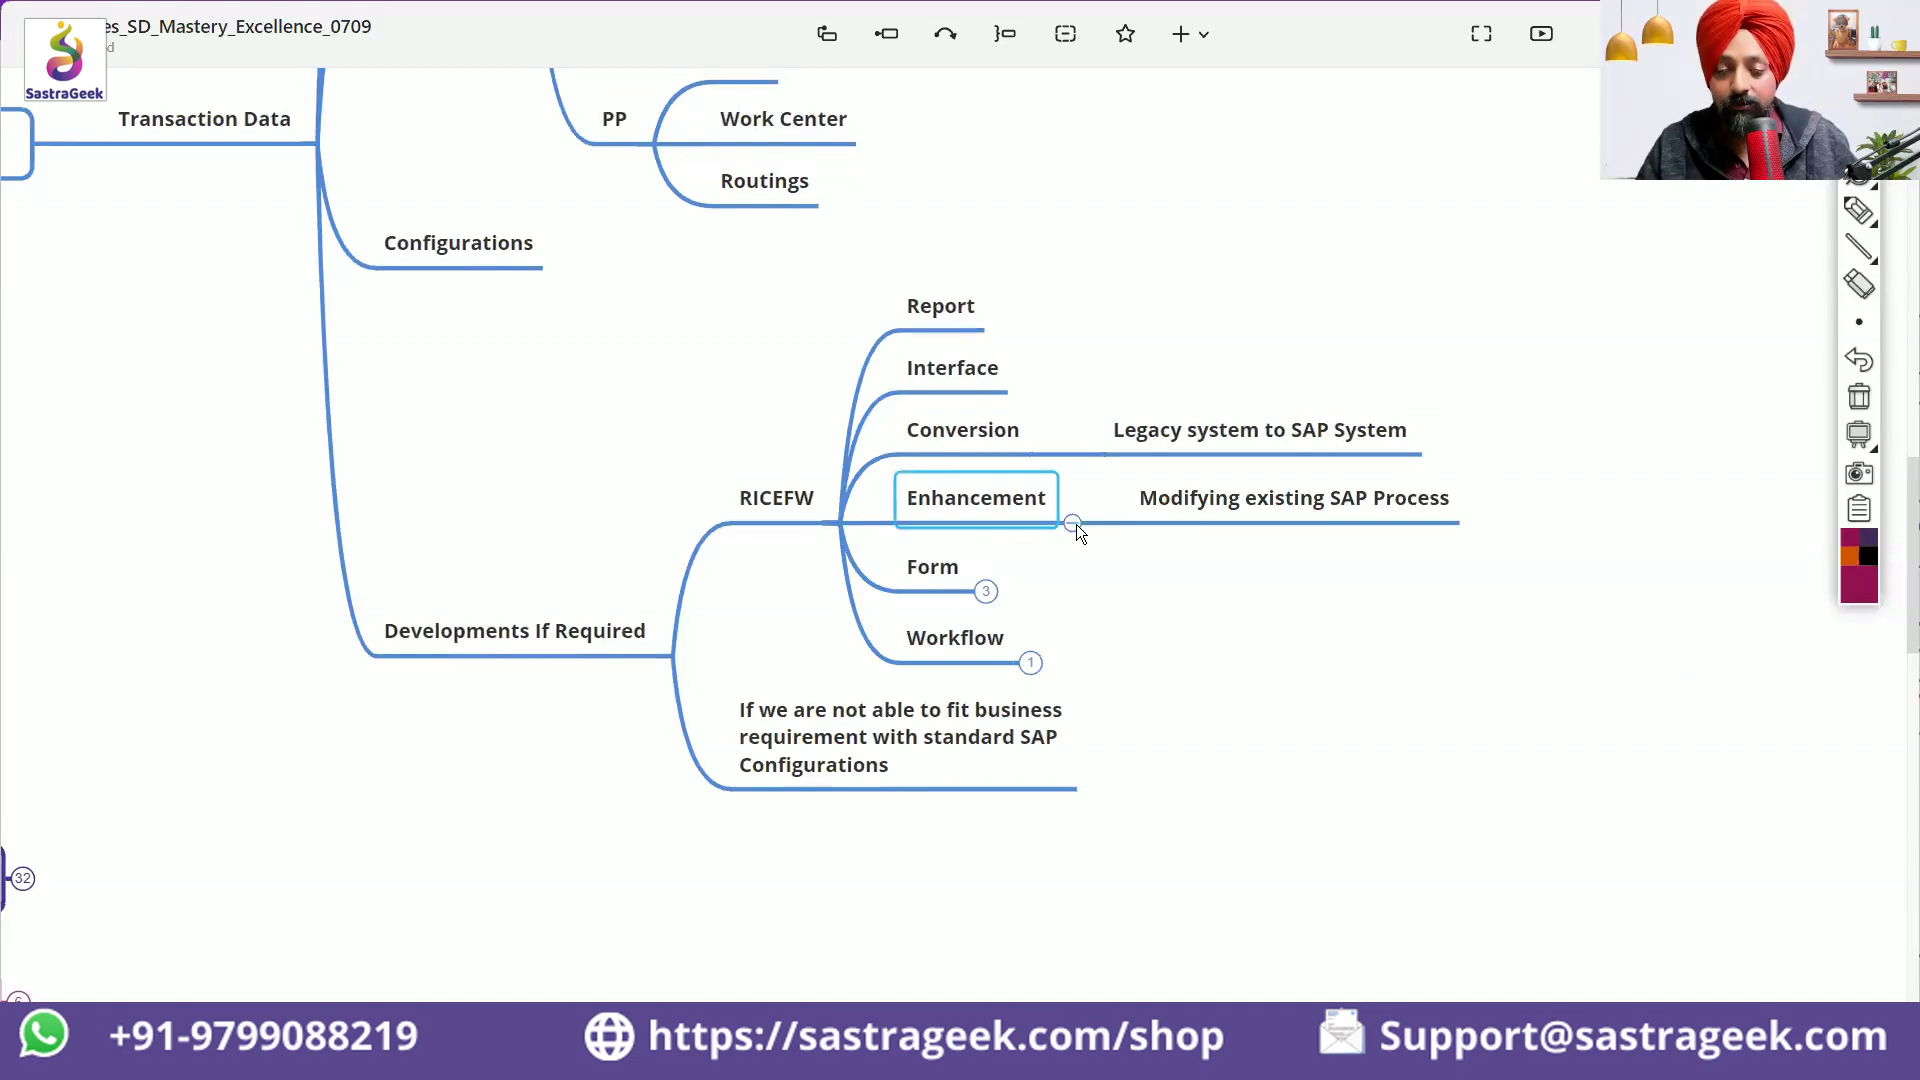 es_SD_Mastery_Excellence_0709
SastraGeek
Transaction Data
PP
Work Center
Routings
Configurations
Report
Interface
Conversion
Legacy system to SAP System
RICEFW
Enhancement
Modifying existing SAP Process
Form
3
Workflow
1
Developments If Required
If we are not able to fit business
requirement with standard SAP
Configurations
32
+91-9799088219
https://sastrageek.com/shop
Support@sastrageek.com